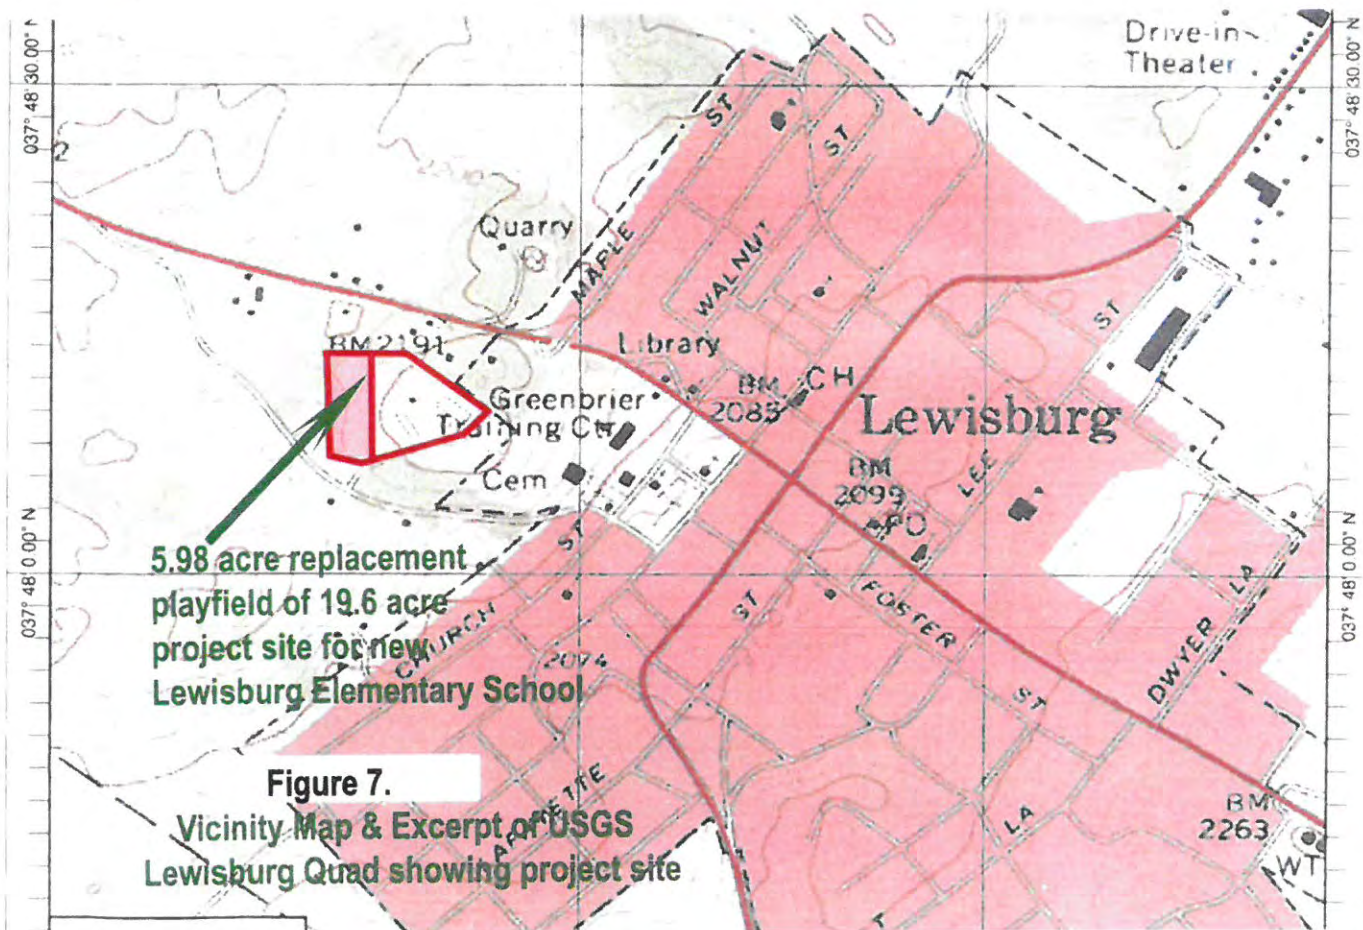 Drive-in
Theater
037° 48' 30.00" N
037° 48' 30.00" N
ST
ST
Quarry
MAPLE
WALNUT
ST
BM 2191
Library
BM
2085
CH
Greenbrier
Training Ctr
Lewisburg
Cem
BM
2099
PO
LEE
ST
037° 48' 0.00" N
037° 48' 0.00" N
5.98 acre replacement
playfield of 19.6 acre
project site for new
Lewisburg Elementary School
CHURCH
ST
FOSTER
ST
DWYER
LA
2074
Figure 7.
Vicinity Map & Excerpt of USGS
Lewisburg Quad showing project site
LA
BM
2263
WT